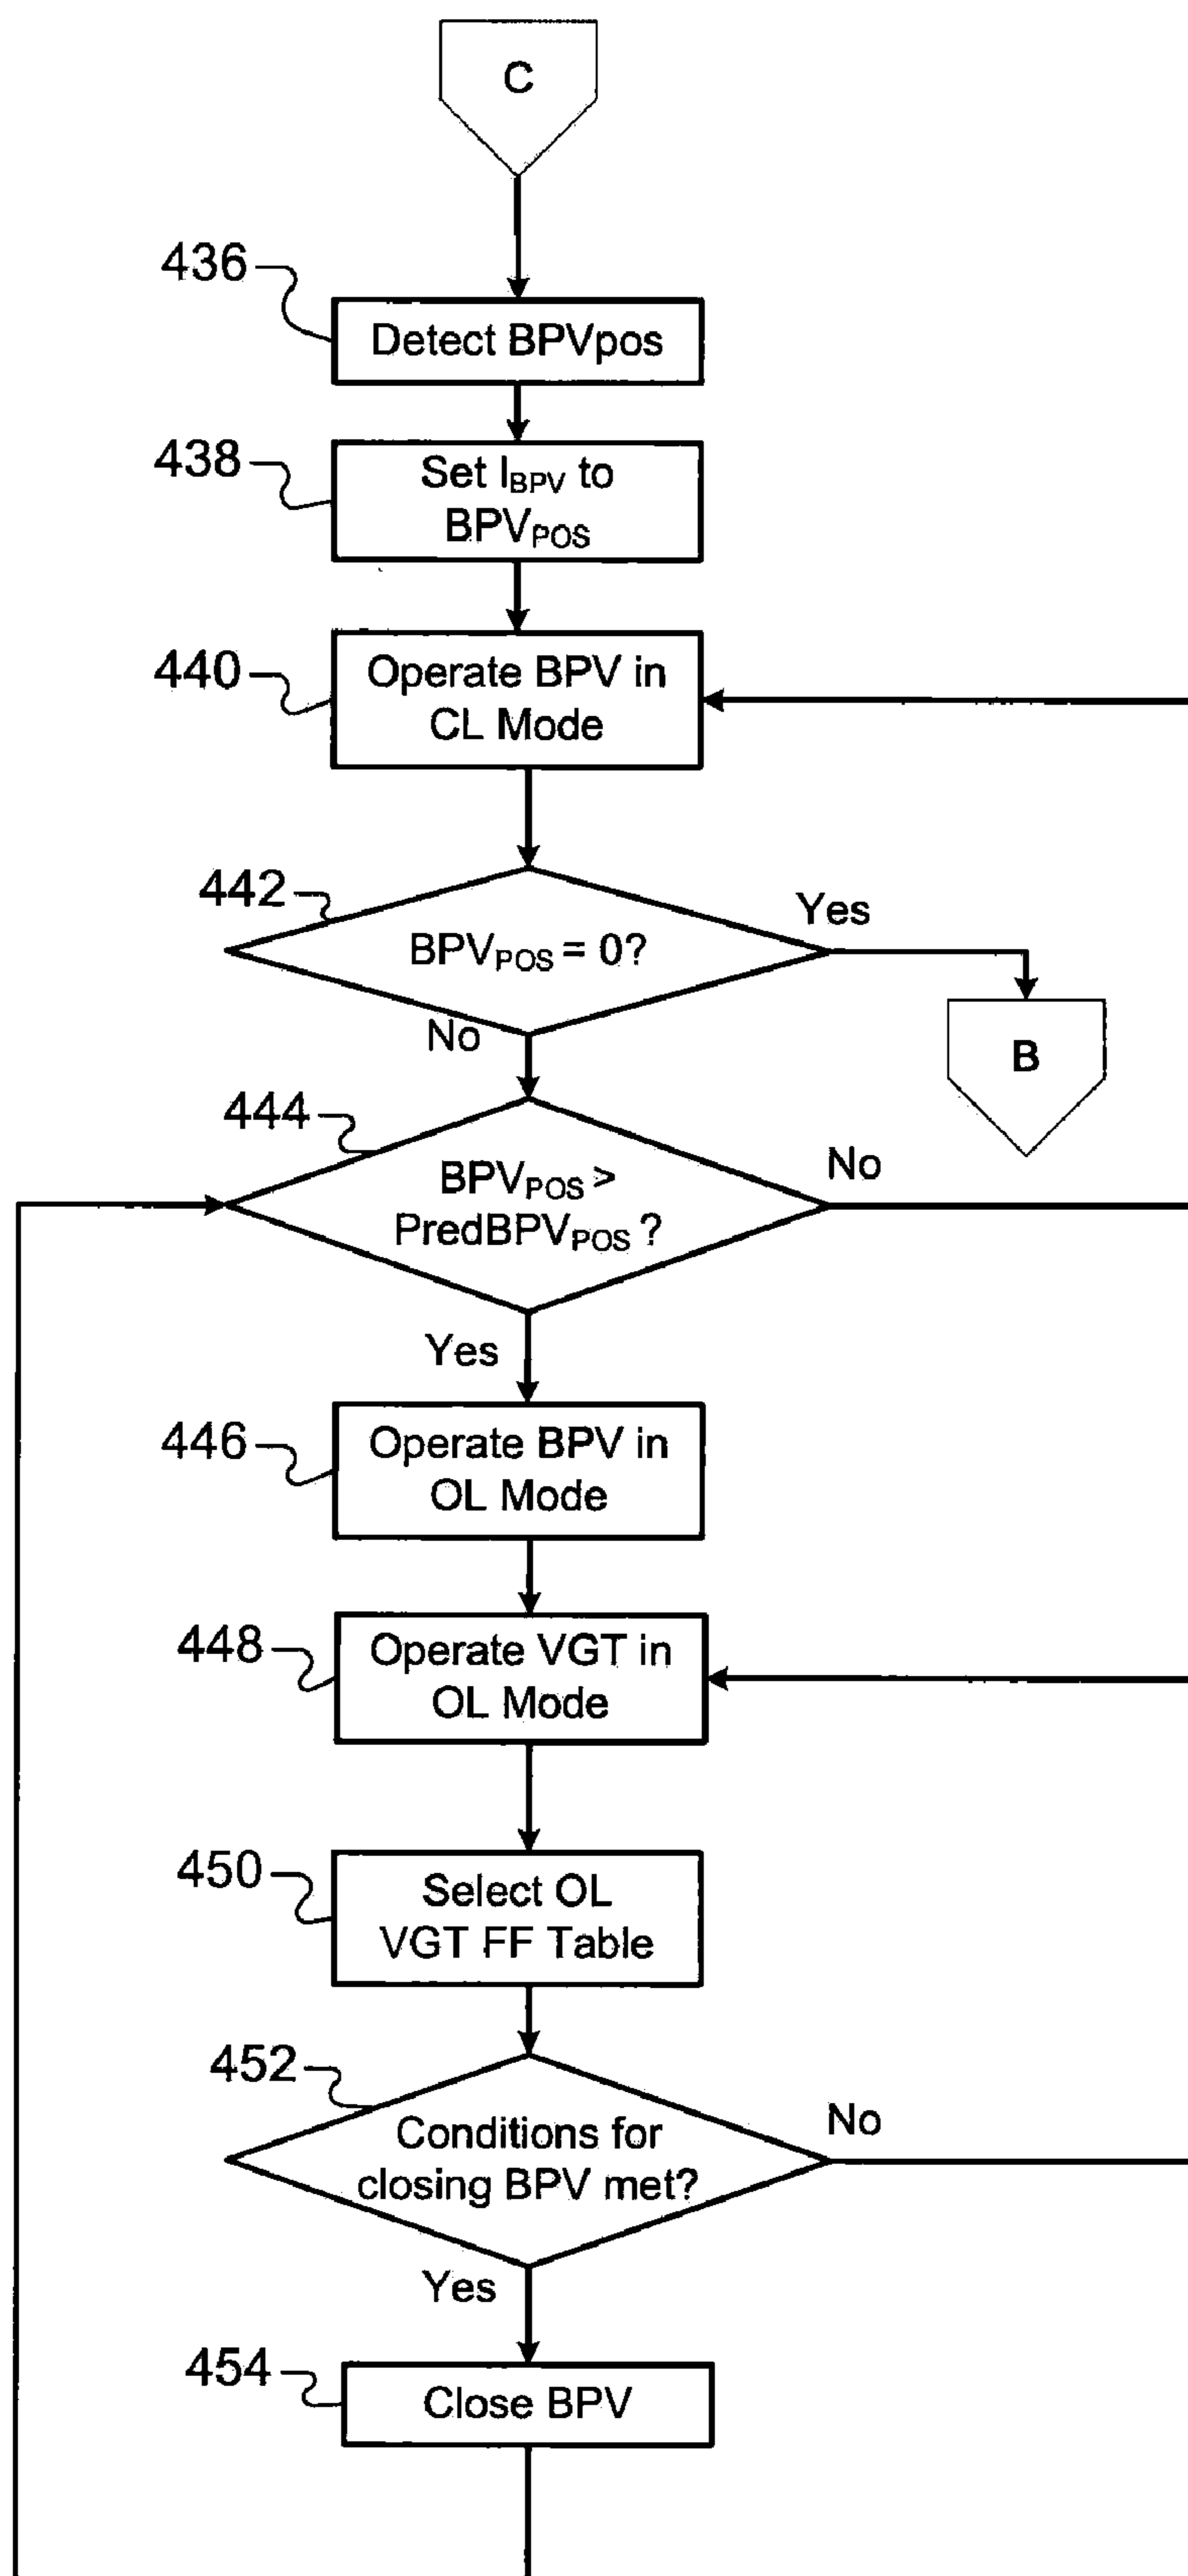 C
436
Detect BPVpos
438
Set IBPV to
BPVPOS
440
Operate BPV in
CL Mode
442
Yes
BPVPOS = 0?
No
B
444
No
BPVPOS >
PredBPVPOS ?
Yes
446
Operate BPV in
OL Mode
448
Operate VGT in
OL Mode
450
Select OL
VGT FF Table
452
No
Conditions for
closing BPV met?
Yes
454
Close BPV